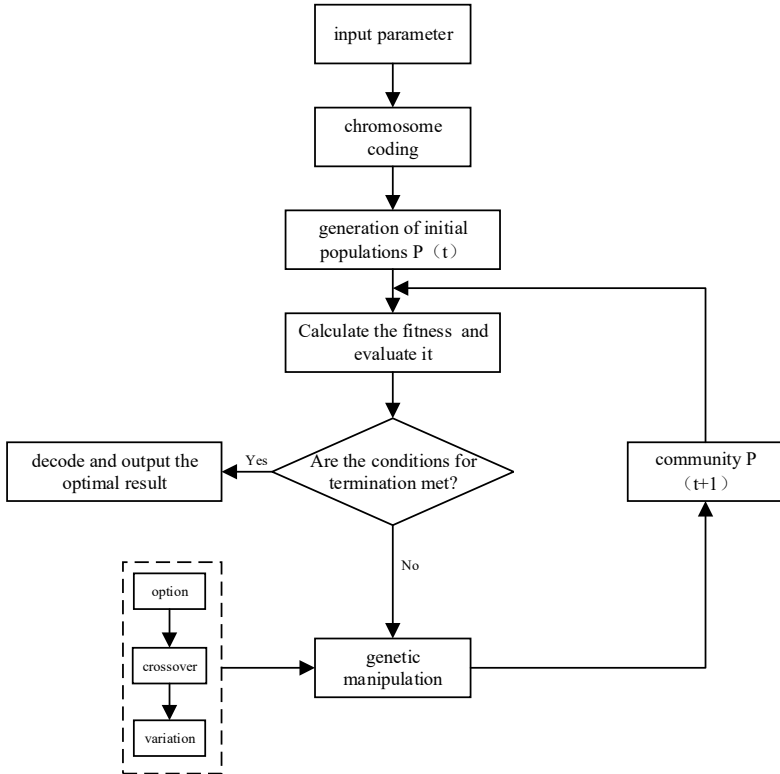 input parameter
chromosome
coding
generation of initial
populations P（t）
Calculate the fitness and
evaluate it
Are the conditions for
termination met?
Yes
decode and output the
optimal result
community P
（t+1）
No
option
crossover
variation
genetic
manipulation